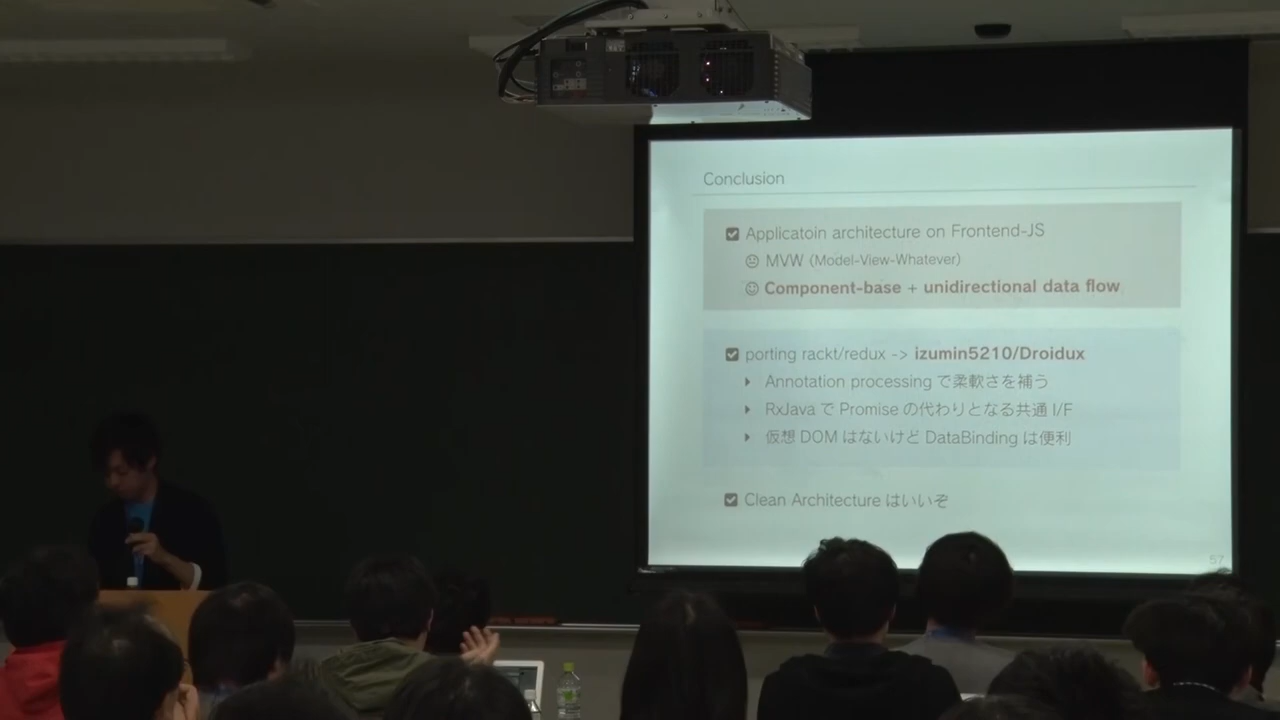 Conclusion
Applicatoin architecture on Frontend-JS
MVW (Model-View-Whatever)
Component-base + unidirectional data flow
porting rackt/redux -> izumin5210/Droidux
Annotation processing で柔軟さを補う
RxJava で Promise の代わりとなる共通 I/F
仮想 DOM はないけど DataBinding は便利
Clean Architecture はいいぞ
57